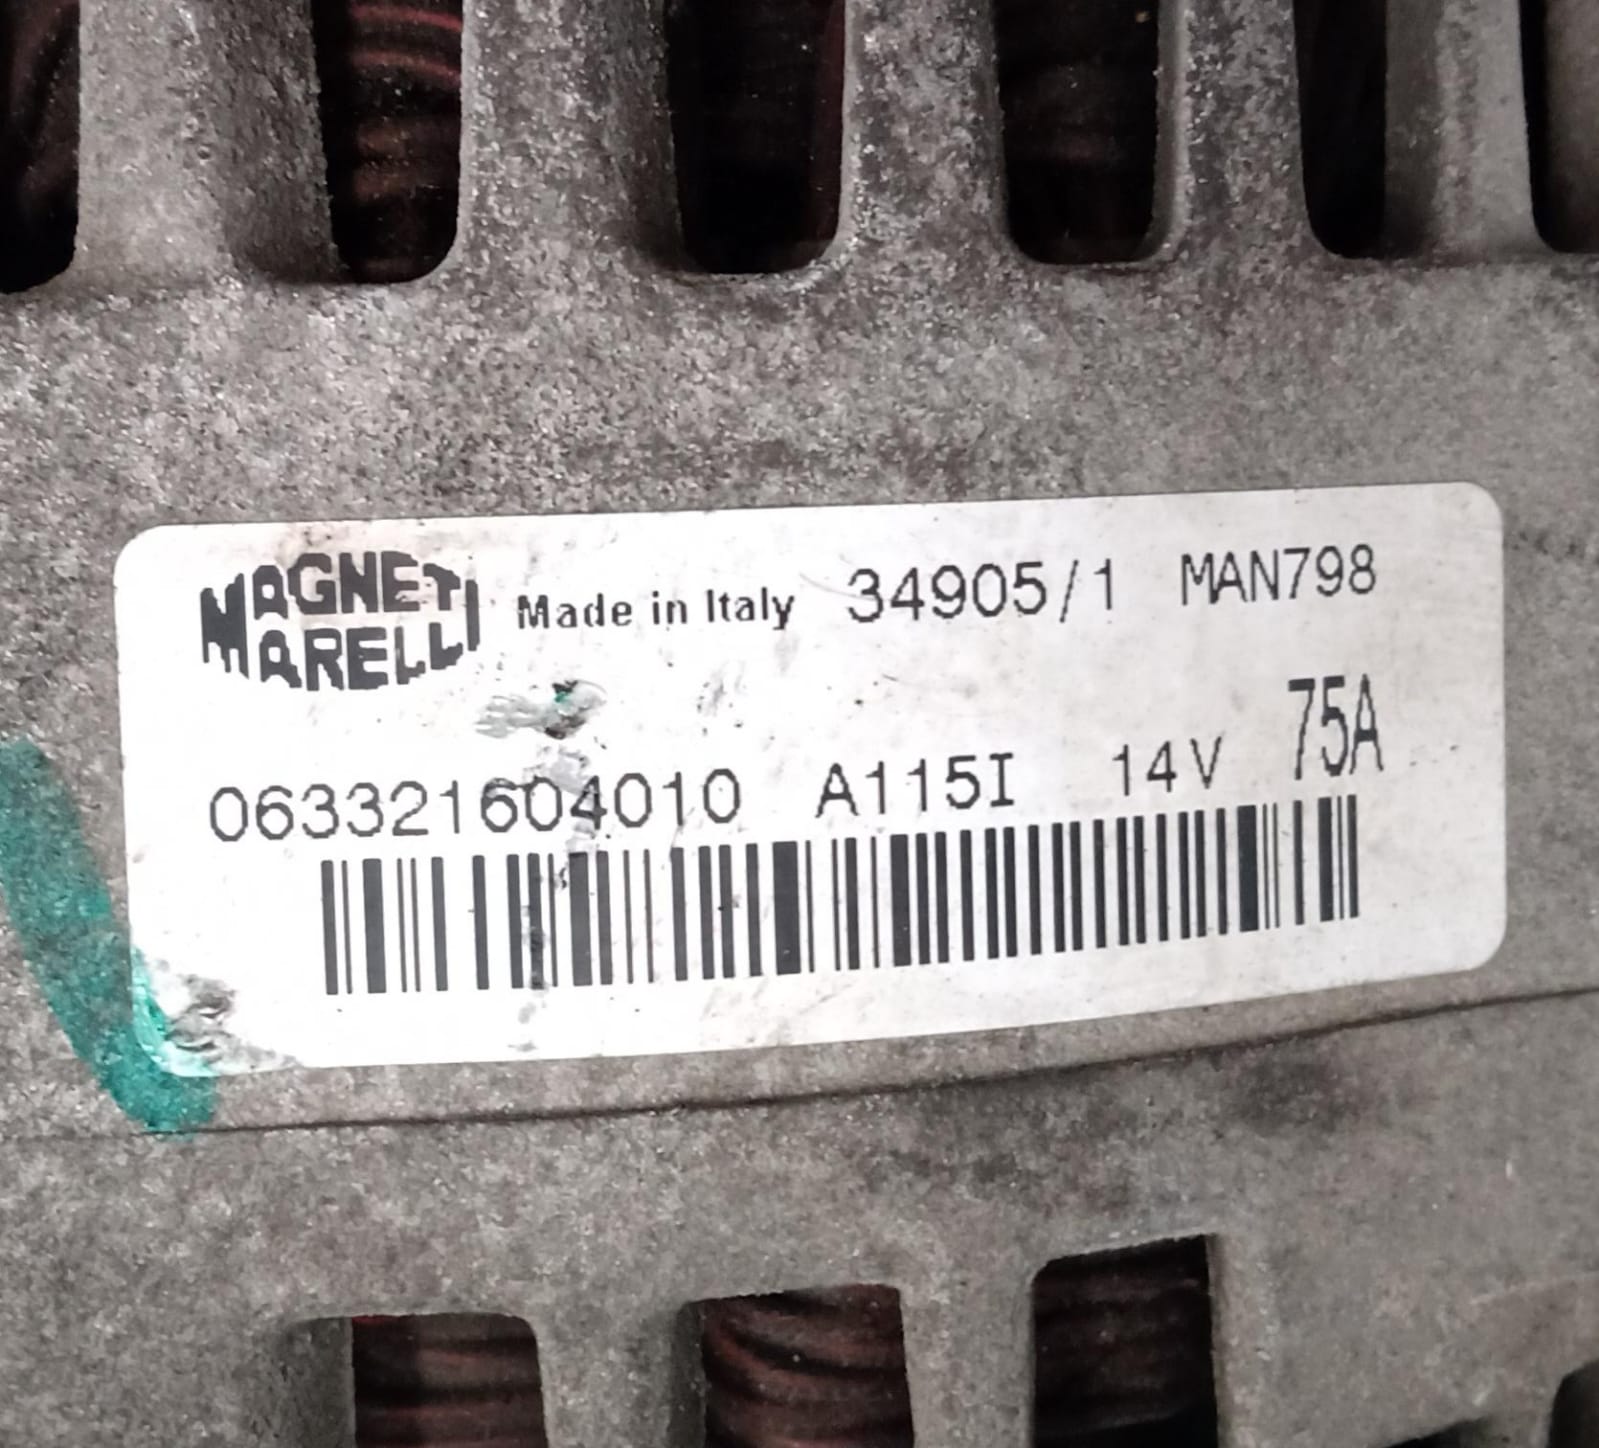 MAGNETI MARELLI Made in Italy 34905/1 MAN798
063321604010 A115I 14V 75A